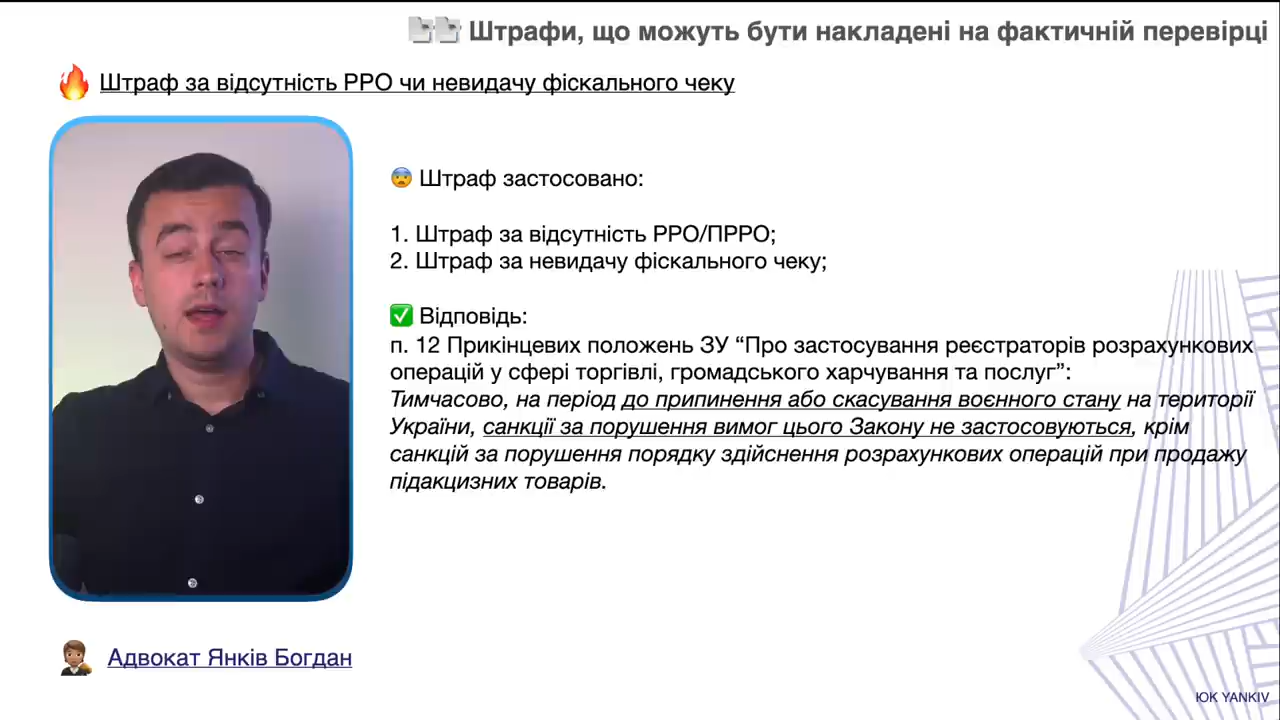 Штрафи, що можуть бути накладені на фактичній перевірці
Штраф за відсутність РРО чи невидачу фіскального чеку
Штраф застосовано:
1. Штраф за відсутність РРО/ПРРО;
2. Штраф за невидачу фіскального чеку;
Відповідь:
п. 12 Прикінцевих положень ЗУ “Про застосування реєстраторів розрахункових
операцій у сфері торгівлі, громадського харчування та послуг”:
Тимчасово, на період до припинення або скасування воєнного стану на території
України, санкції за порушення вимог цього Закону не застосовуються, крім
санкцій за порушення порядку здійснення розрахункових операцій при продажу
підакцизних товарів.
Адвокат Янків Богдан
ЮК YANKIV